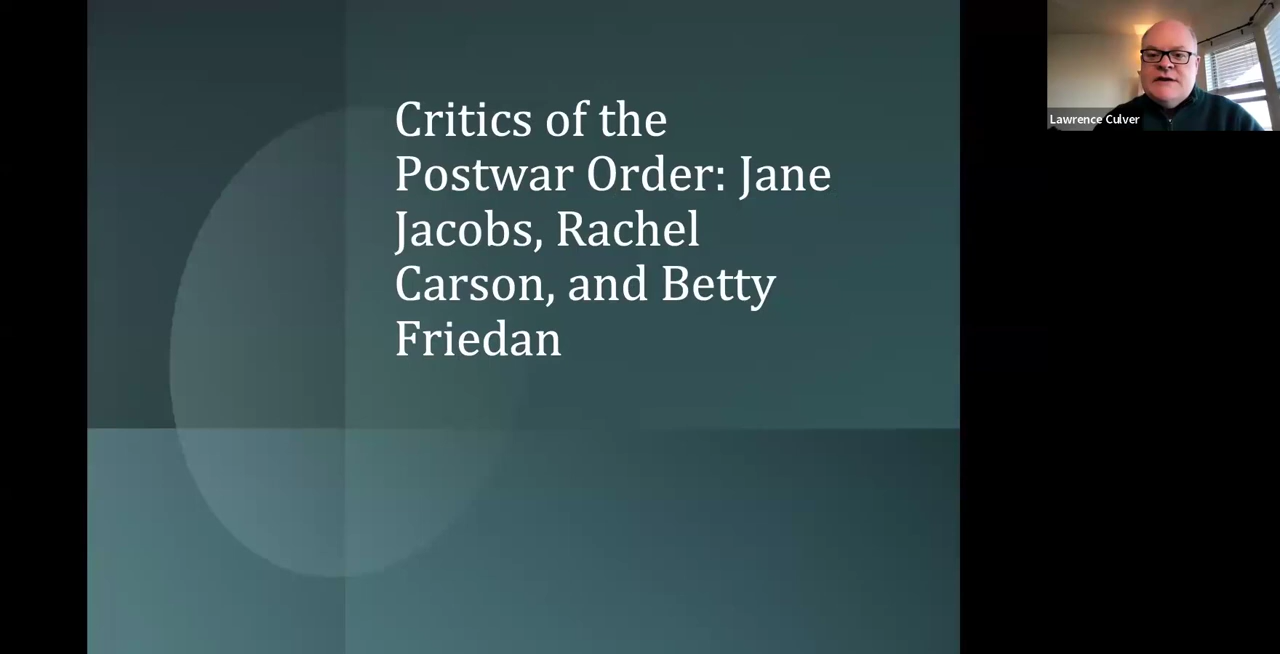 Critics of the
Postwar Order: Jane
Jacobs, Rachel
Carson, and Betty
Friedan
Lawrence Culver